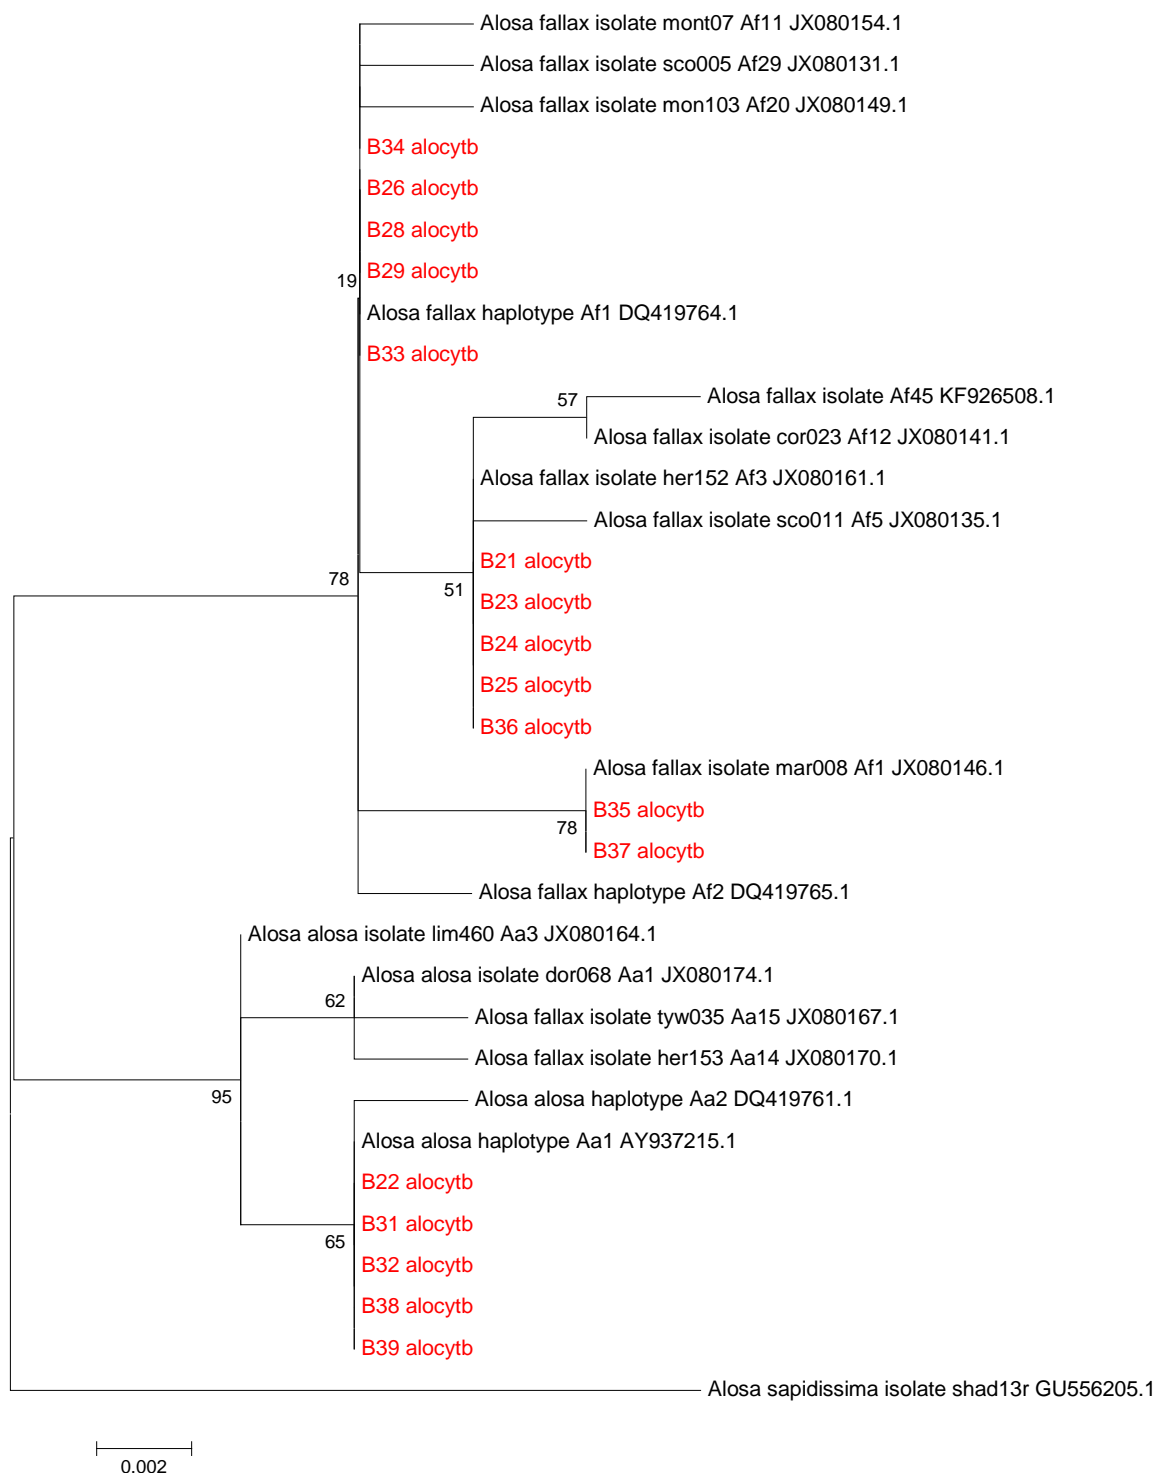 Alosa fallax isolate mont07 Af11 JX080154.1
Alosa fallax isolate sco005 Af29 JX080131.1
Alosa fallax isolate mon103 Af20 JX080149.1
B34 alocytb
B26 alocytb
B28 alocytb
B29 alocytb
19
Alosa fallax haplotype Af1 DQ419764.1
B33 alocytb
Alosa fallax isolate Af45 KF926508.1
57
Alosa fallax isolate cor023 Af12 JX080141.1
Alosa fallax isolate her152 Af3 JX080161.1
Alosa fallax isolate sco011 Af5 JX080135.1
B21 alocytb
78
51
B23 alocytb
B24 alocytb
B25 alocytb
B36 alocytb
Alosa fallax isolate mar008 Af1 JX080146.1
B35 alocytb
78
B37 alocytb
Alosa fallax haplotype Af2 DQ419765.1
Alosa alosa isolate lim460 Aa3 JX080164.1
Alosa alosa isolate dor068 Aa1 JX080174.1
62
Alosa fallax isolate tyw035 Aa15 JX080167.1
Alosa fallax isolate her153 Aa14 JX080170.1
95
Alosa alosa haplotype Aa2 DQ419761.1
Alosa alosa haplotype Aa1 AY937215.1
B22 alocytb
B31 alocytb
65
B32 alocytb
B38 alocytb
B39 alocytb
Alosa sapidissima isolate shad13r GU556205.1
0.002